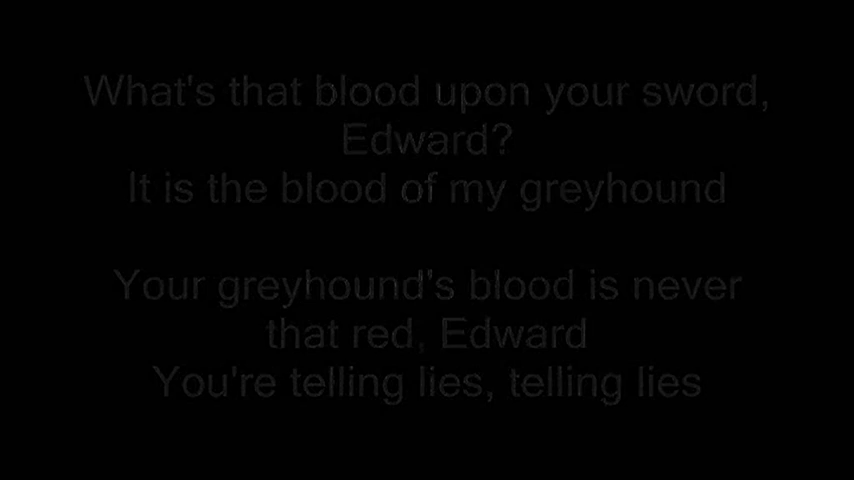 What's that blood upon your sword,
Edward?
It is the blood of my greyhound
Your greyhound's blood is never
that red, Edward
You're telling lies, telling lies